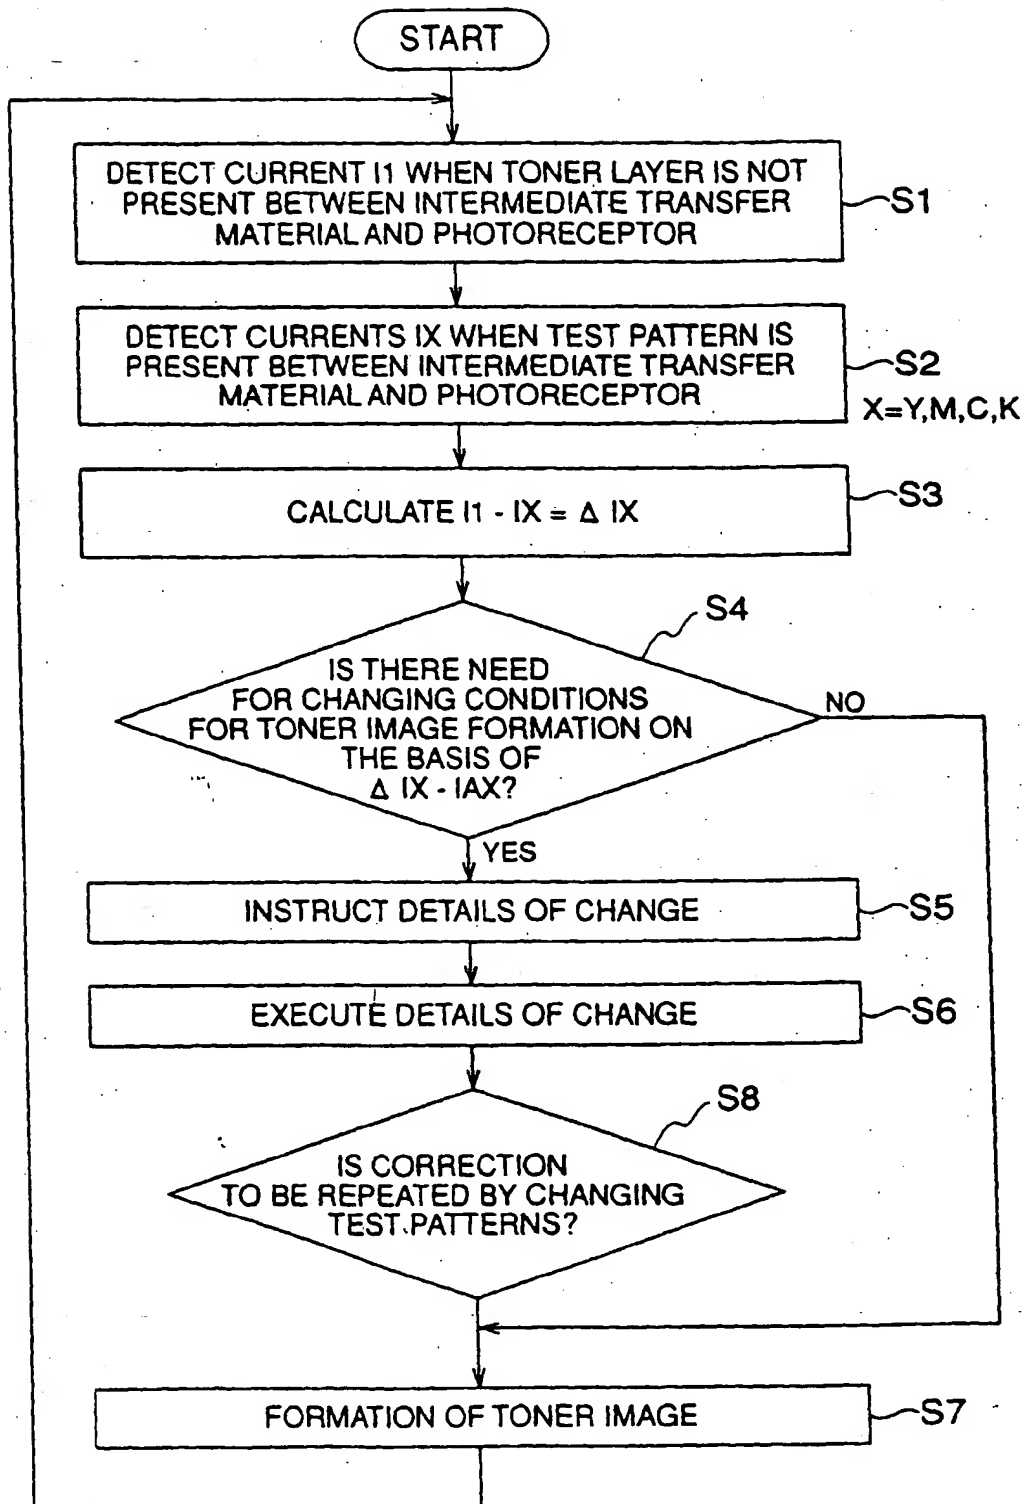 START
DETECT CURRENT I1 WHEN TONER LAYER IS NOT
PRESENT BETWEEN INTERMEDIATE TRANSFER
MATERIAL AND PHOTORECEPTOR
S1
DETECT CURRENTS IX WHEN TEST PATTERN IS
PRESENT BETWEEN INTERMEDIATE TRANSFER
MATERIAL AND PHOTORECEPTOR
S2
X=Y,M,C,K
CALCULATE I1 - IX = Δ IX
S3
S4
IS THERE NEED
FOR CHANGING CONDITIONS
FOR TONER IMAGE FORMATION ON
THE BASIS OF
Δ IX - IAX?
NO
YES
INSTRUCT DETAILS OF CHANGE
S5
EXECUTE DETAILS OF CHANGE
S6
S8
IS CORRECTION
TO BE REPEATED BY CHANGING
TEST PATTERNS?
FORMATION OF TONER IMAGE
S7